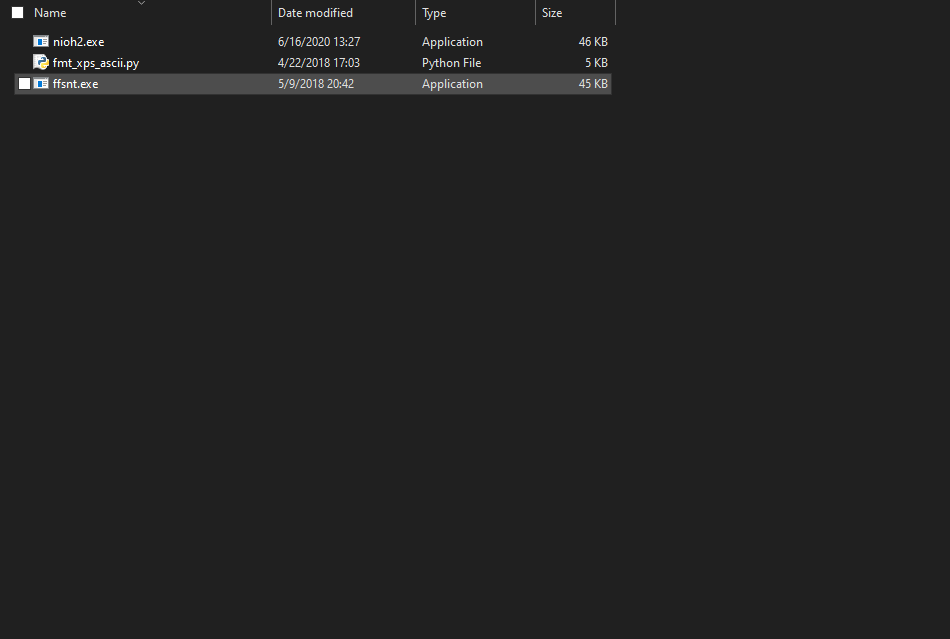 Name Date modified Type Size
nioh2.exe 6/16/2020 13:27 Application 46 KB
fmt_xps_ascii.py 4/22/2018 17:03 Python File 5 KB
ffsnt.exe 5/9/2018 20:42 Application 45 KB